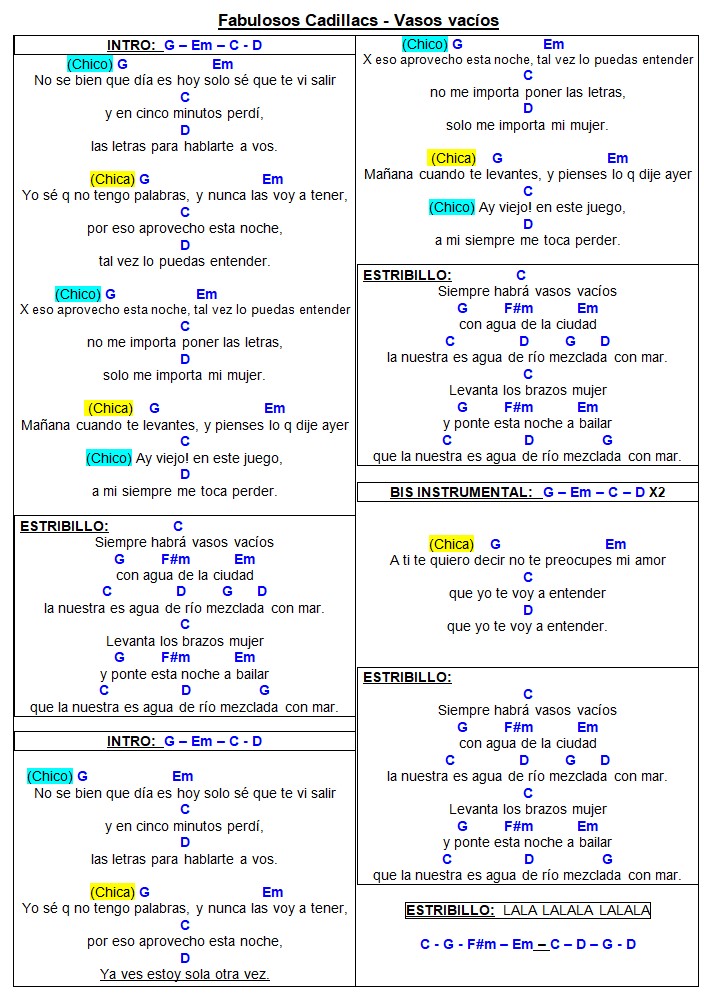 Fabulosos Cadillacs - Vasos vacíos
INTRO: G – Em – C - D
(Chico) G Em
No se bien que día es hoy solo sé que te vi salir
C
y en cinco minutos perdí,
D
las letras para hablarte a vos.
(Chica) G Em
Yo sé q no tengo palabras, y nunca las voy a tener,
C
por eso aprovecho esta noche,
D
tal vez lo puedas entender.
(Chico) G Em
X eso aprovecho esta noche, tal vez lo puedas entender
C
no me importa poner las letras,
D
solo me importa mi mujer.
(Chica) G Em
Mañana cuando te levantes, y pienses lo q dije ayer
C
(Chico) Ay viejo! en este juego,
D
a mi siempre me toca perder.
ESTRIBILLO: C
Siempre habrá vasos vacíos
G F#m Em
con agua de la ciudad
C D G D
la nuestra es agua de río mezclada con mar.
C
Levanta los brazos mujer
G F#m Em
y ponte esta noche a bailar
C D G
que la nuestra es agua de río mezclada con mar.
INTRO: G – Em – C - D
(Chico) G Em
No se bien que día es hoy solo sé que te vi salir
C
y en cinco minutos perdí,
D
las letras para hablarte a vos.
(Chica) G Em
Yo sé q no tengo palabras, y nunca las voy a tener,
C
por eso aprovecho esta noche,
D
Ya ves estoy sola otra vez.
(Chico) G Em
X eso aprovecho esta noche, tal vez lo puedas entender
C
no me importa poner las letras,
D
solo me importa mi mujer.
(Chica) G Em
Mañana cuando te levantes, y pienses lo q dije ayer
C
(Chico) Ay viejo! en este juego,
D
a mi siempre me toca perder.
ESTRIBILLO: C
Siempre habrá vasos vacíos
G F#m Em
con agua de la ciudad
C D G D
la nuestra es agua de río mezclada con mar.
C
Levanta los brazos mujer
G F#m Em
y ponte esta noche a bailar
C D G
que la nuestra es agua de río mezclada con mar.
BIS INSTRUMENTAL: G – Em – C – D X2
(Chica) G Em
A ti te quiero decir no te preocupes mi amor
C
que yo te voy a entender
D
que yo te voy a entender.
ESTRIBILLO:
C
Siempre habrá vasos vacíos
G F#m Em
con agua de la ciudad
C D G D
la nuestra es agua de río mezclada con mar.
C
Levanta los brazos mujer
G F#m Em
y ponte esta noche a bailar
C D G
que la nuestra es agua de río mezclada con mar.
ESTRIBILLO: LALA LALALA LALALA
C - G - F#m – Em – C – D – G - D